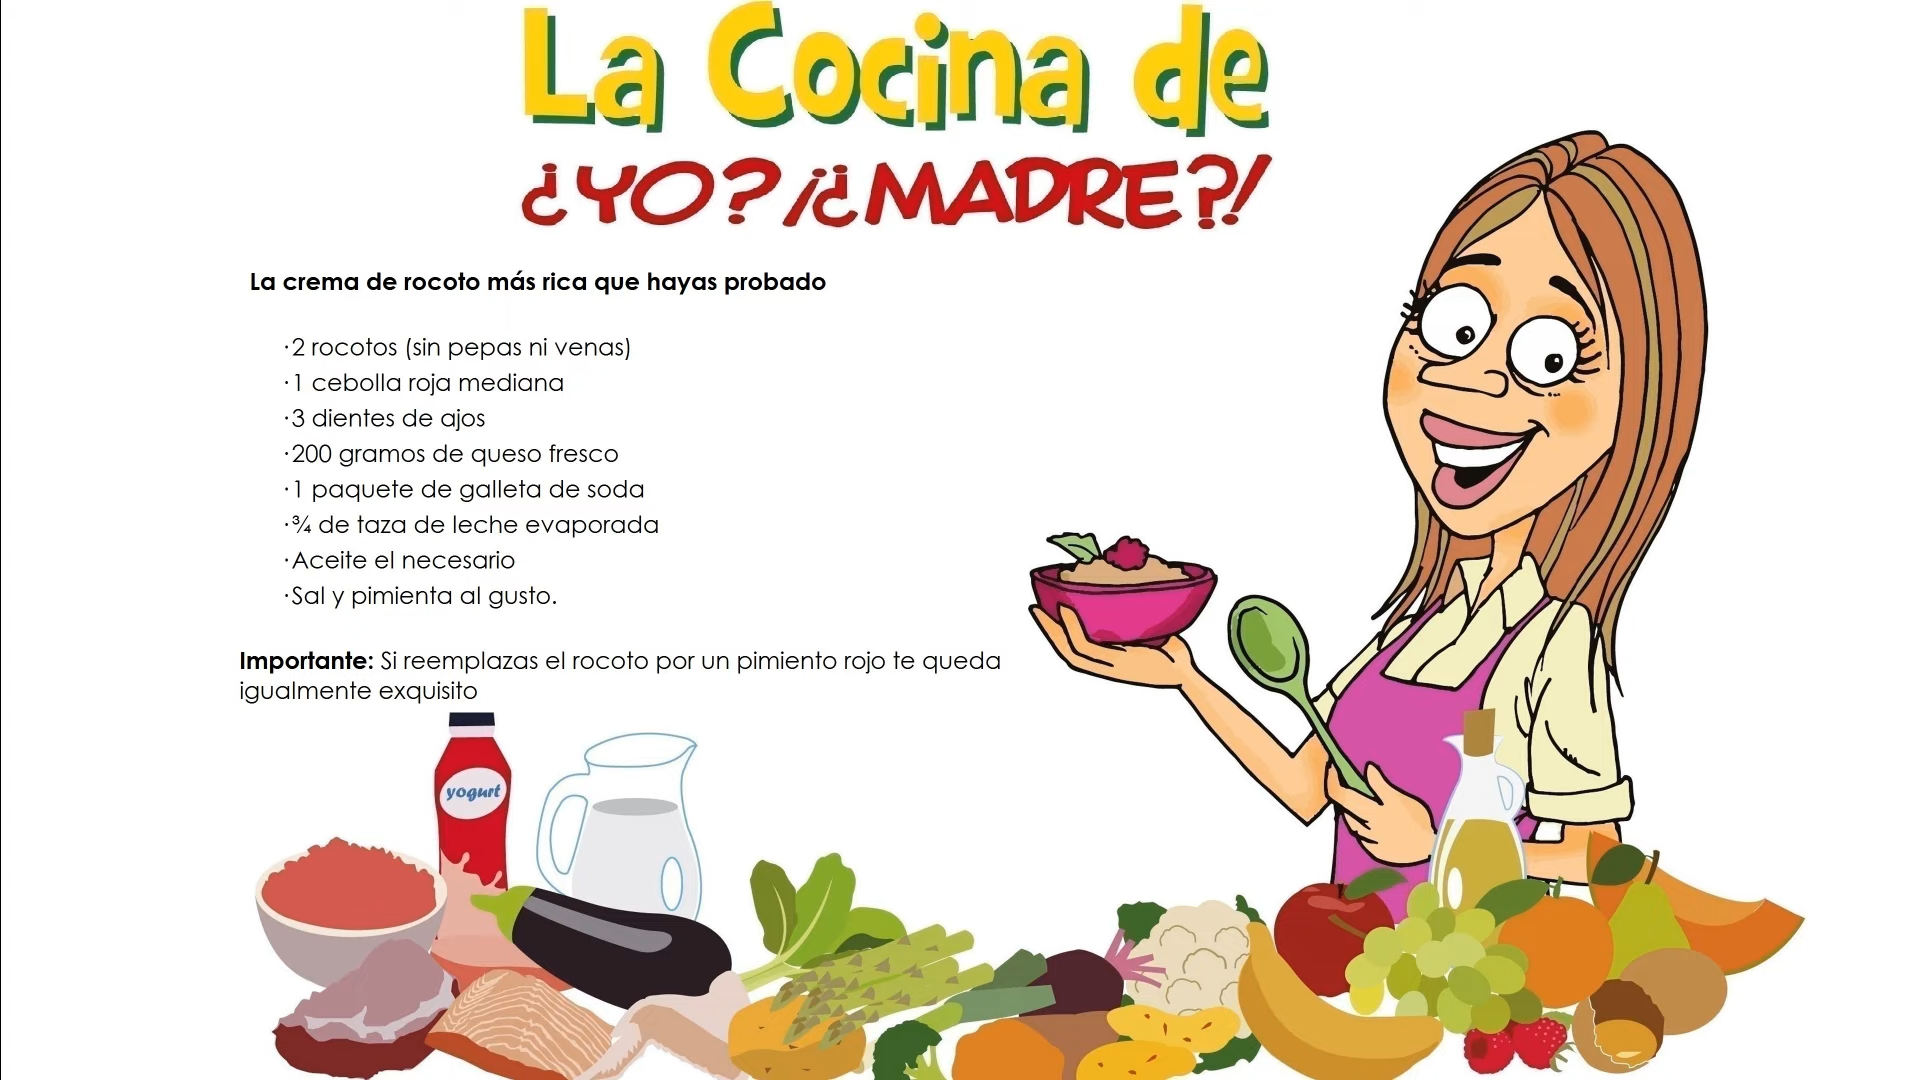 La Cocina de
¿YO? ¡¿MADRE?!
La crema de rocoto más rica que hayas probado
·2 rocotos (sin pepas ni venas)
·1 cebolla roja mediana
·3 dientes de ajos
·200 gramos de queso fresco
·1 paquete de galleta de soda
·¾ de taza de leche evaporada
·Aceite el necesario
·Sal y pimienta al gusto.
Importante: Si reemplazas el rocoto por un pimiento rojo te queda
igualmente exquisito
yogurt